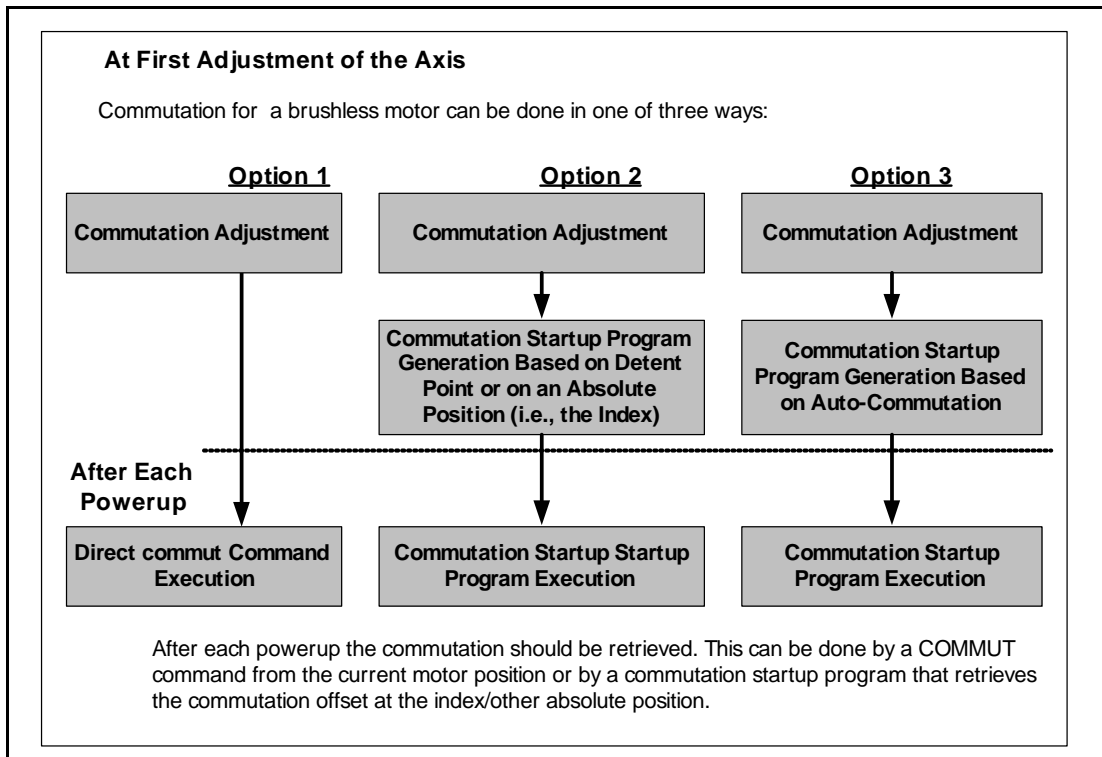 At First Adjustment of the Axis
Commutation for a brushless motor can be done in one of three ways:
Option 1
Commutation Adjustment
Option 2
Commutation Adjustment
Option 3
Commutation Adjustment
Commutation Startup Program
Generation Based on Detent
Point or on an Absolute
Position (i.e., the Index)
Commutation Startup
Program Generation Based
on Auto-Commutation
After Each
Powerup
Direct commut Command
Execution
Commutation Startup Startup
Program Execution
Commutation Startup
Program Execution
After each powerup the commutation should be retrieved. This can be done by a COMMUT
command from the current motor position or by a commutation startup program that retrieves
the commutation offset at the index/other absolute position.